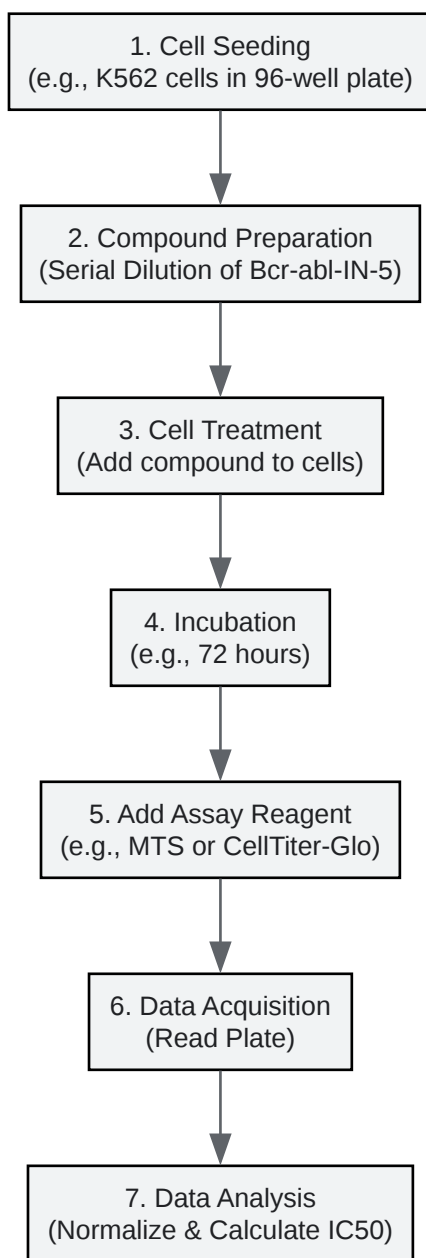 1. Cell Seeding
(e.g., K562 cells in 96-well plate)
2. Compound Preparation
(Serial Dilution of Bcr-abl-IN-5)
3. Cell Treatment
(Add compound to cells)
4. Incubation
(e.g., 72 hours)
5. Add Assay Reagent
(e.g., MTS or CellTiter-Glo)
6. Data Acquisition
(Read Plate)
7. Data Analysis
(Normalize & Calculate IC50)